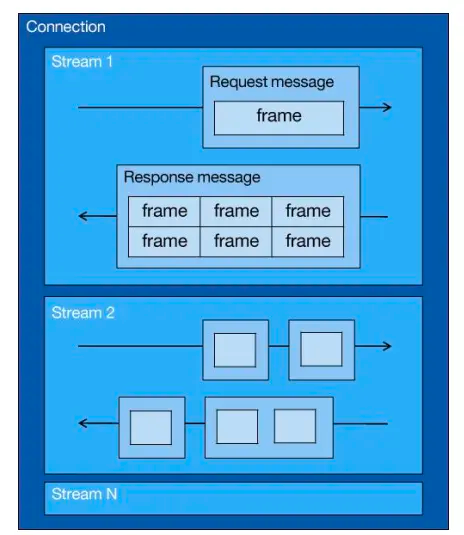 Connection
Stream 1
Request message
frame
Response message
frame frame frame
frame frame frame
Stream 2
Stream N